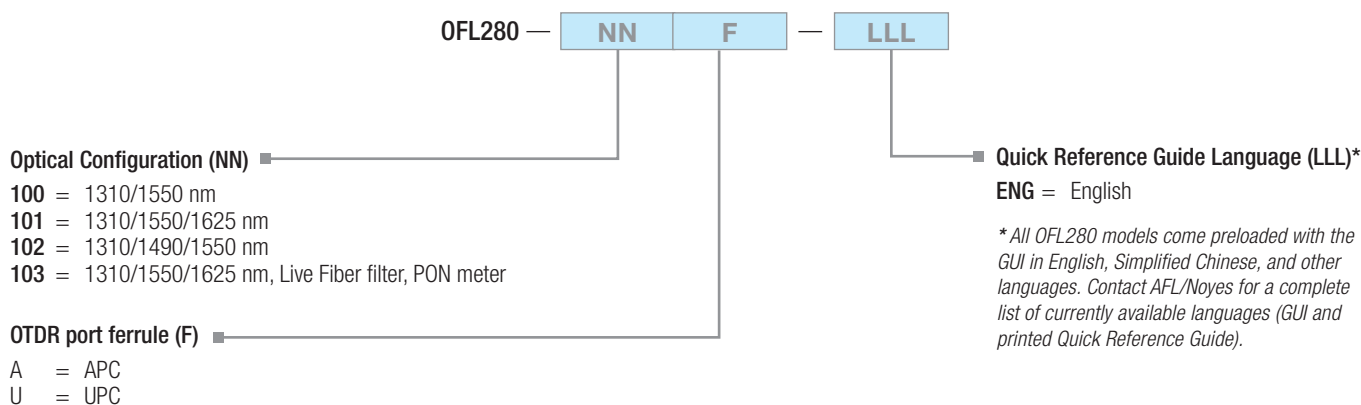 OFL280 — NN F — LLL
Optical Configuration (NN)
100 = 1310/1550 nm
101 = 1310/1550/1625 nm
102 = 1310/1490/1550 nm
103 = 1310/1550/1625 nm, Live Fiber filter, PON meter
OTDR port ferrule (F)
A = APC
U = UPC
Quick Reference Guide Language (LLL)*
ENG = English
* All OFL280 models come preloaded with the
GUI in English, Simplified Chinese, and other
languages. Contact AFL/Noyes for a complete
list of currently available languages (GUI and
printed Quick Reference Guide).